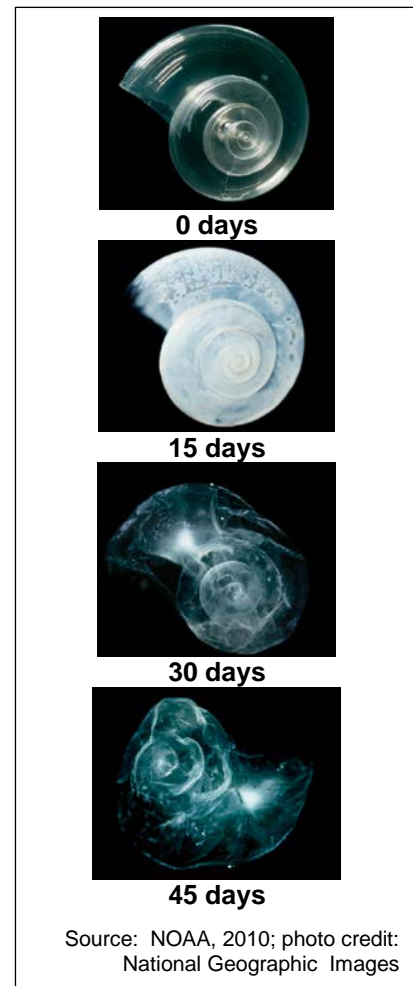 0 days
15 days
30 days
45 days
Source: NOAA, 2010; photo credit:
National Geographic Images